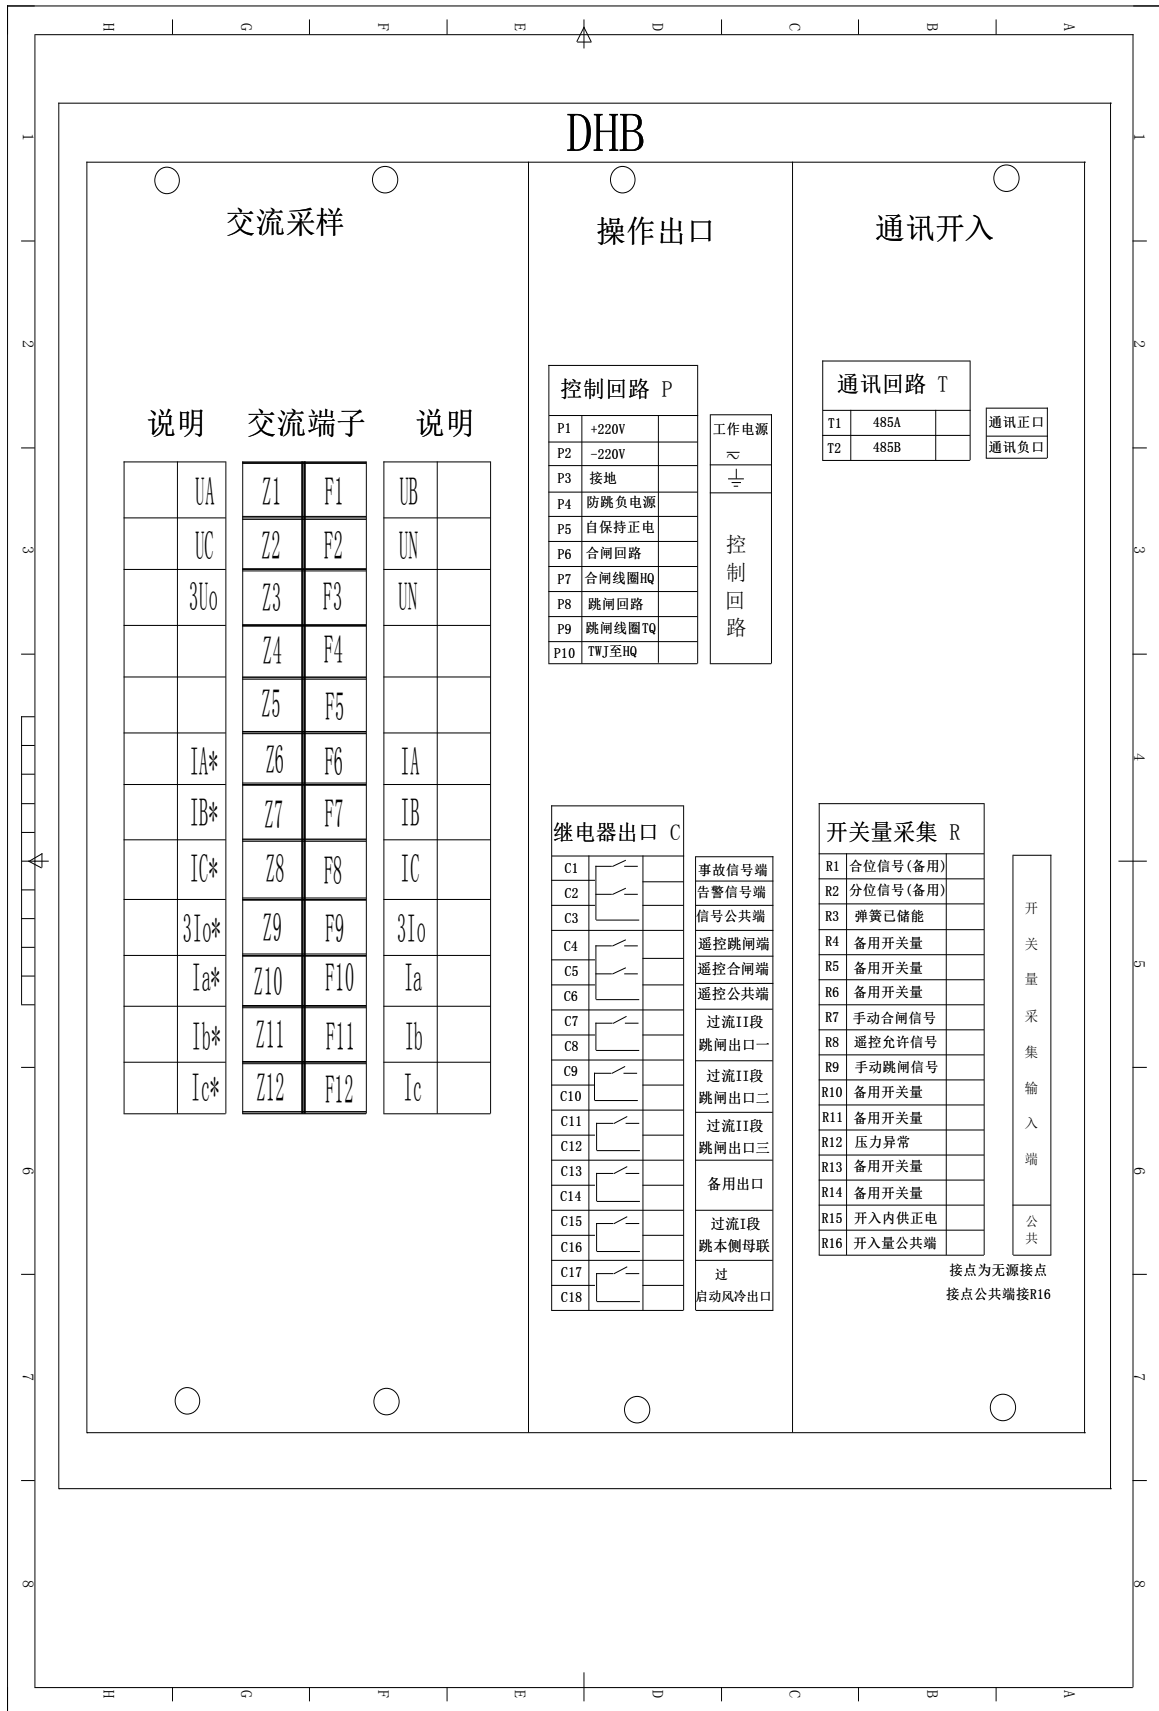 H G F E D C B A
DHB
交流采样
操作出口
通讯开入
说明 交流端子 说明
UA Z1 F1 UB
UC Z2 F2 UN
3Uo Z3 F3 UN
Z4 F4
Z5 F5
IA* Z6 F6 IA
IB* Z7 F7 IB
IC* Z8 F8 IC
3Io* Z9 F9 3Io
Ia* Z10 F10 Ia
Ib* Z11 F11 Ib
Ic* Z12 F12 Ic
控制回路 P
P1 +220V
P2 -220V
P3 接地
P4 防跳负电源
P5 自保持正电
P6 合闸回路
P7 合闸线圈HQ
P8 跳闸回路
P9 跳闸线圈TQ
P10 TWJ至HQ
工作电源
控
制
回
路
继电器出口 C
C1 事故信号端
C2 告警信号端
C3 信号公共端
C4 遥控跳闸端
C5 遥控合闸端
C6 遥控公共端
C7 过流II段
C8 跳闸出口一
C9 过流II段
C10 跳闸出口二
C11 过流II段
C12 跳闸出口三
C13
备用出口
C14
C15 过流I段
C16 跳本侧母联
C17 过
C18 启动风冷出口
通讯回路 T
T1 485A 通讯正口
T2 485B 通讯负口
开关量采集 R
R1 合位信号(备用)
R2 分位信号(备用)
R3 弹簧已储能
R4 备用开关量
R5 备用开关量
R6 备用开关量
R7 手动合闸信号
R8 遥控允许信号
R9 手动跳闸信号
R10 备用开关量
R11 备用开关量
R12 压力异常
R13 备用开关量
R14 备用开关量
R15 开入内供正电
R16 开入量公共端
开
关
量
采
集
输
入
端
公
共
接点为无源接点
接点公共端接R16
1 1
2 2
3 3
4
5
6 6
7 7
8 8
H G F E D C B A